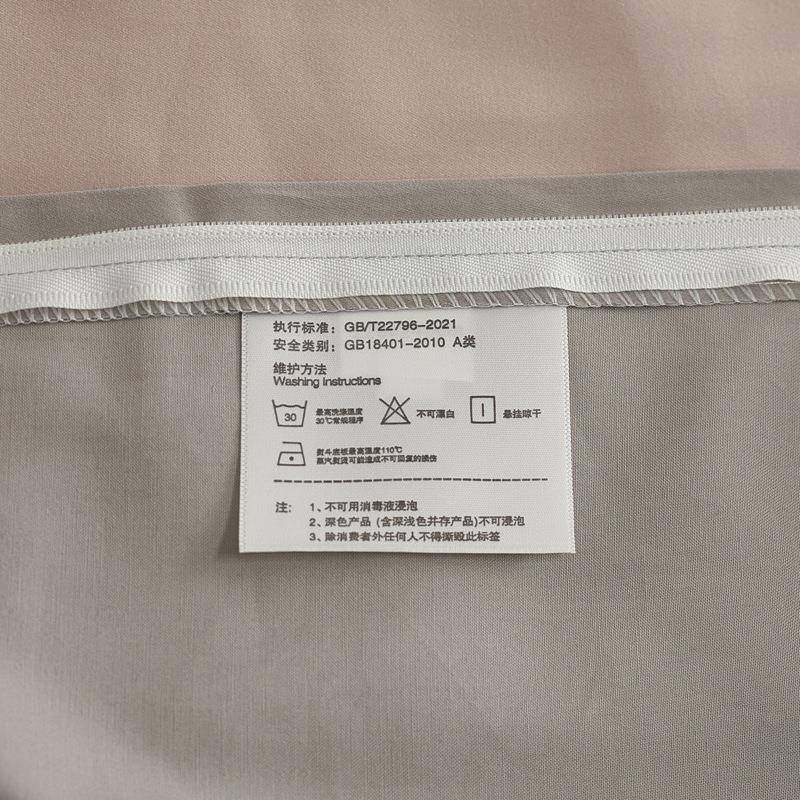 执行标准：GB/T22796-2021
安全类别：GB18401-2010 A类
维护方法
Washing Instructions
30 最高洗涤温度 30℃常规程序 不可漂白 悬挂晾干
熨斗底板最高温度110℃
蒸汽熨烫可能造成不可回复的损伤
注： 1、不可用消毒液浸泡
2、深色产品 (含深浅色并存产品)不可浸泡
3、除消费者外任何人不得撕毁此标签